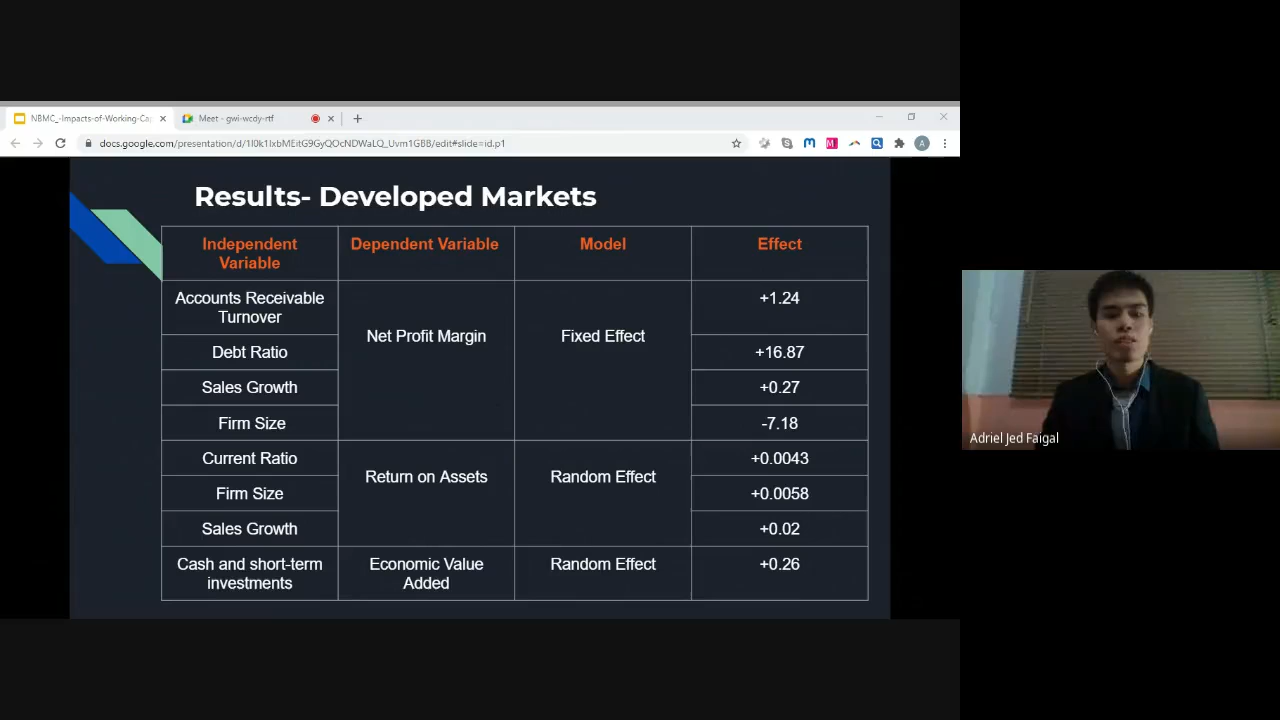 NBMC_-Impacts-of-Working-Ca
Meet - gwi-wcdy-rtf
docs.google.com/presentation/d/1I0k1IxbMEitG9GyQOcNDWaLQ_Uvm1GBB/edit#slide=id.p1
A
Results- Developed Markets
Independent Variable
Dependent Variable
Model
Effect
Accounts Receivable
Turnover
Net Profit Margin
Fixed Effect
+1.24
Debt Ratio
+16.87
Sales Growth
+0.27
Firm Size
-7.18
Current Ratio
Return on Assets
Random Effect
+0.0043
Firm Size
+0.0058
Sales Growth
+0.02
Cash and short-term
investments
Economic Value
Added
Random Effect
+0.26
Adriel Jed Faigal